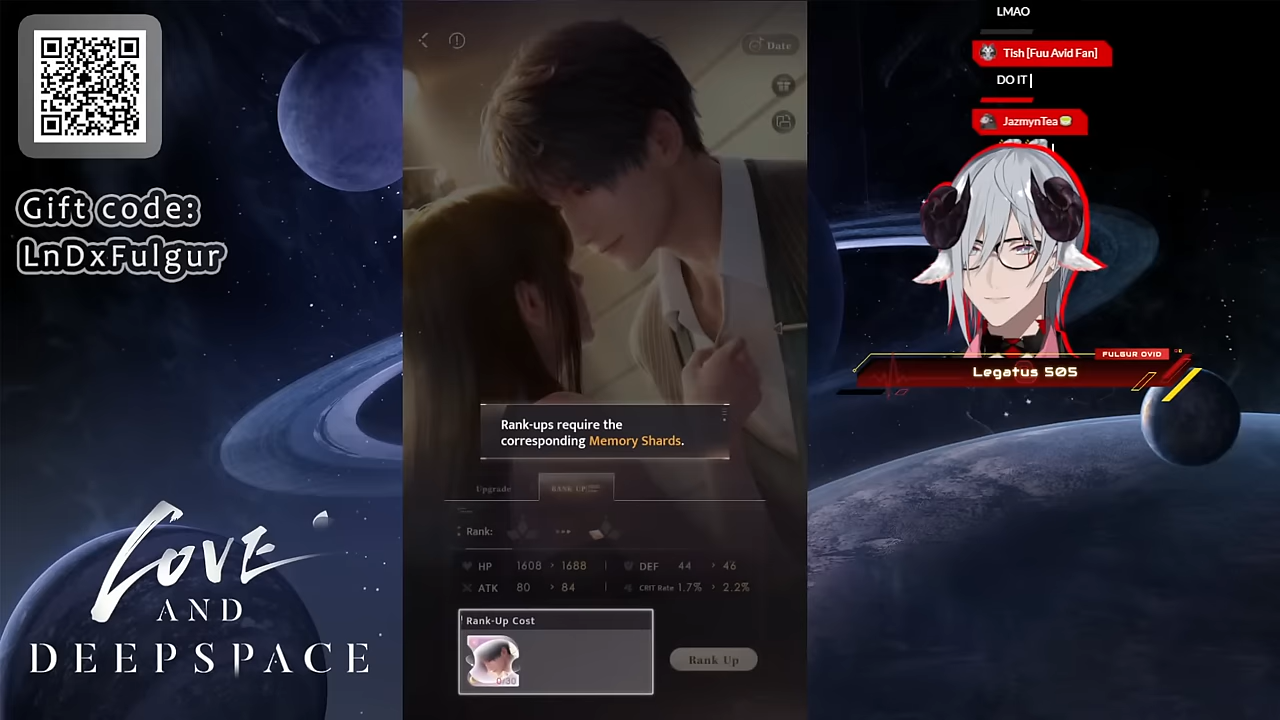 Gift code:
LnDxFulgur
LOVE
AND
DEEPSPACE
Date
Rank-ups require the
corresponding Memory Shards.
Upgrade
RANK UP
Rank:
HP 1608 > 1688
DEF 44 > 46
ATK 80 > 84
CRIT Rate 1.7% > 2.2%
Rank-Up Cost
0/30
Rank Up
LMAO
Tish [Fuu Avid Fan]
DO IT
JazmynTea
FULGUR OVID
Legatus 505